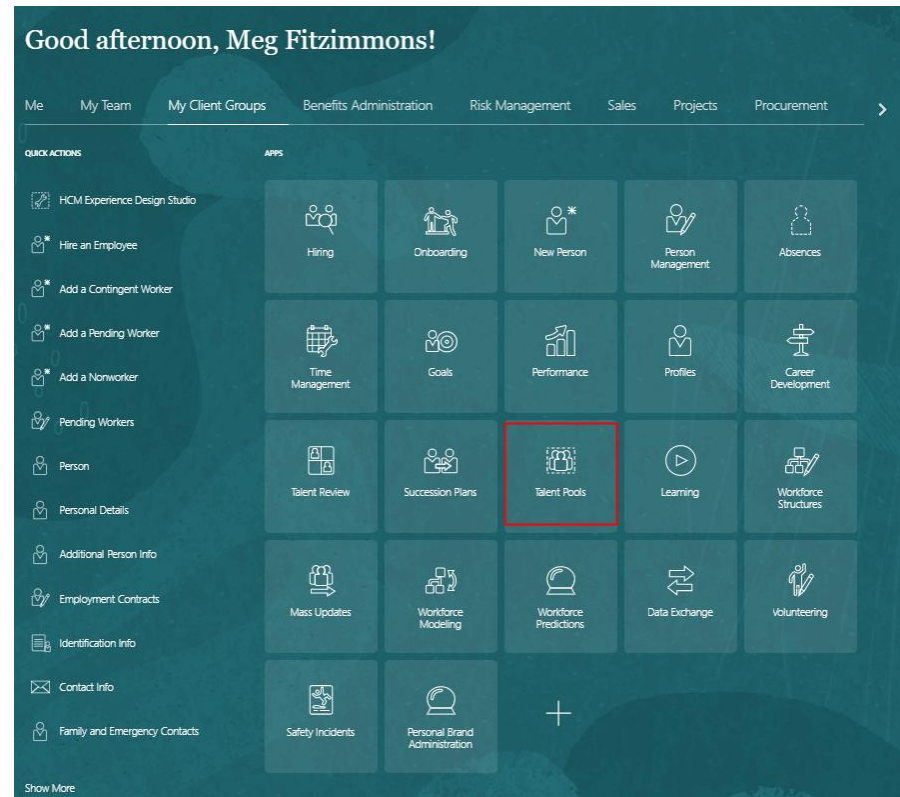 Good afternoon, Meg Fitzimmons!
Me My Team My Client Groups Benefits Administration Risk Management Sales Projects Procurement
QUICK ACTIONS
HCM Experience Design Studio
Hire an Employee
Add a Contingent Worker
Add a Pending Worker
Add a Nonworker
Pending Workers
Person
Personal Details
Additional Person Info
Employment Contracts
Identification Info
Contact Info
Family and Emergency Contacts
Show More
APPS
Hiring
Onboarding
New Person
Person
Management
Absences
Time
Management
Goals
Performance
Profiles
Career
Development
Talent Review
Succession Plans
Talent Pools
Learning
Workforce
Structures
Mass Updates
Workforce
Modeling
Workforce
Predictions
Data Exchange
Volunteering
Safety Incidents
Personal Brand
Administration